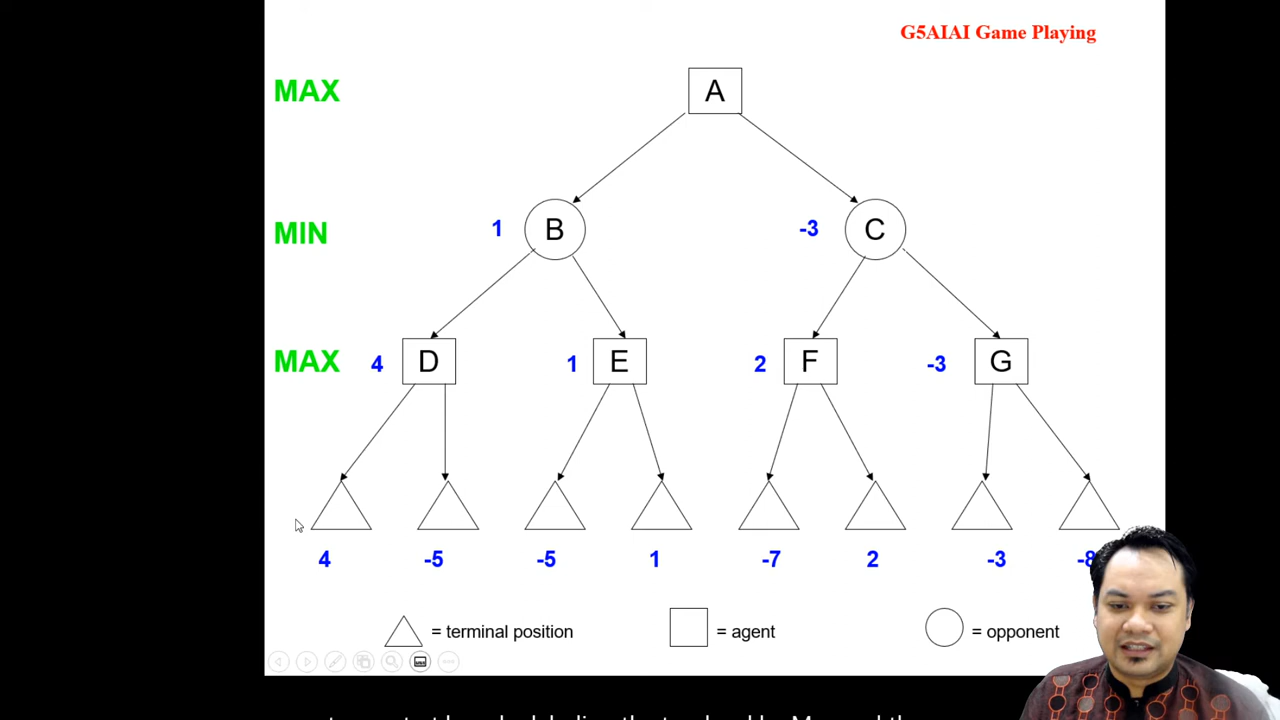 G5AIAI Game Playing
MAX A
MIN 1 B -3 C
MAX 4 D 1 E 2 F -3 G
4 -5 -5 1 -7 2 -3 -8
= terminal position = agent = opponent